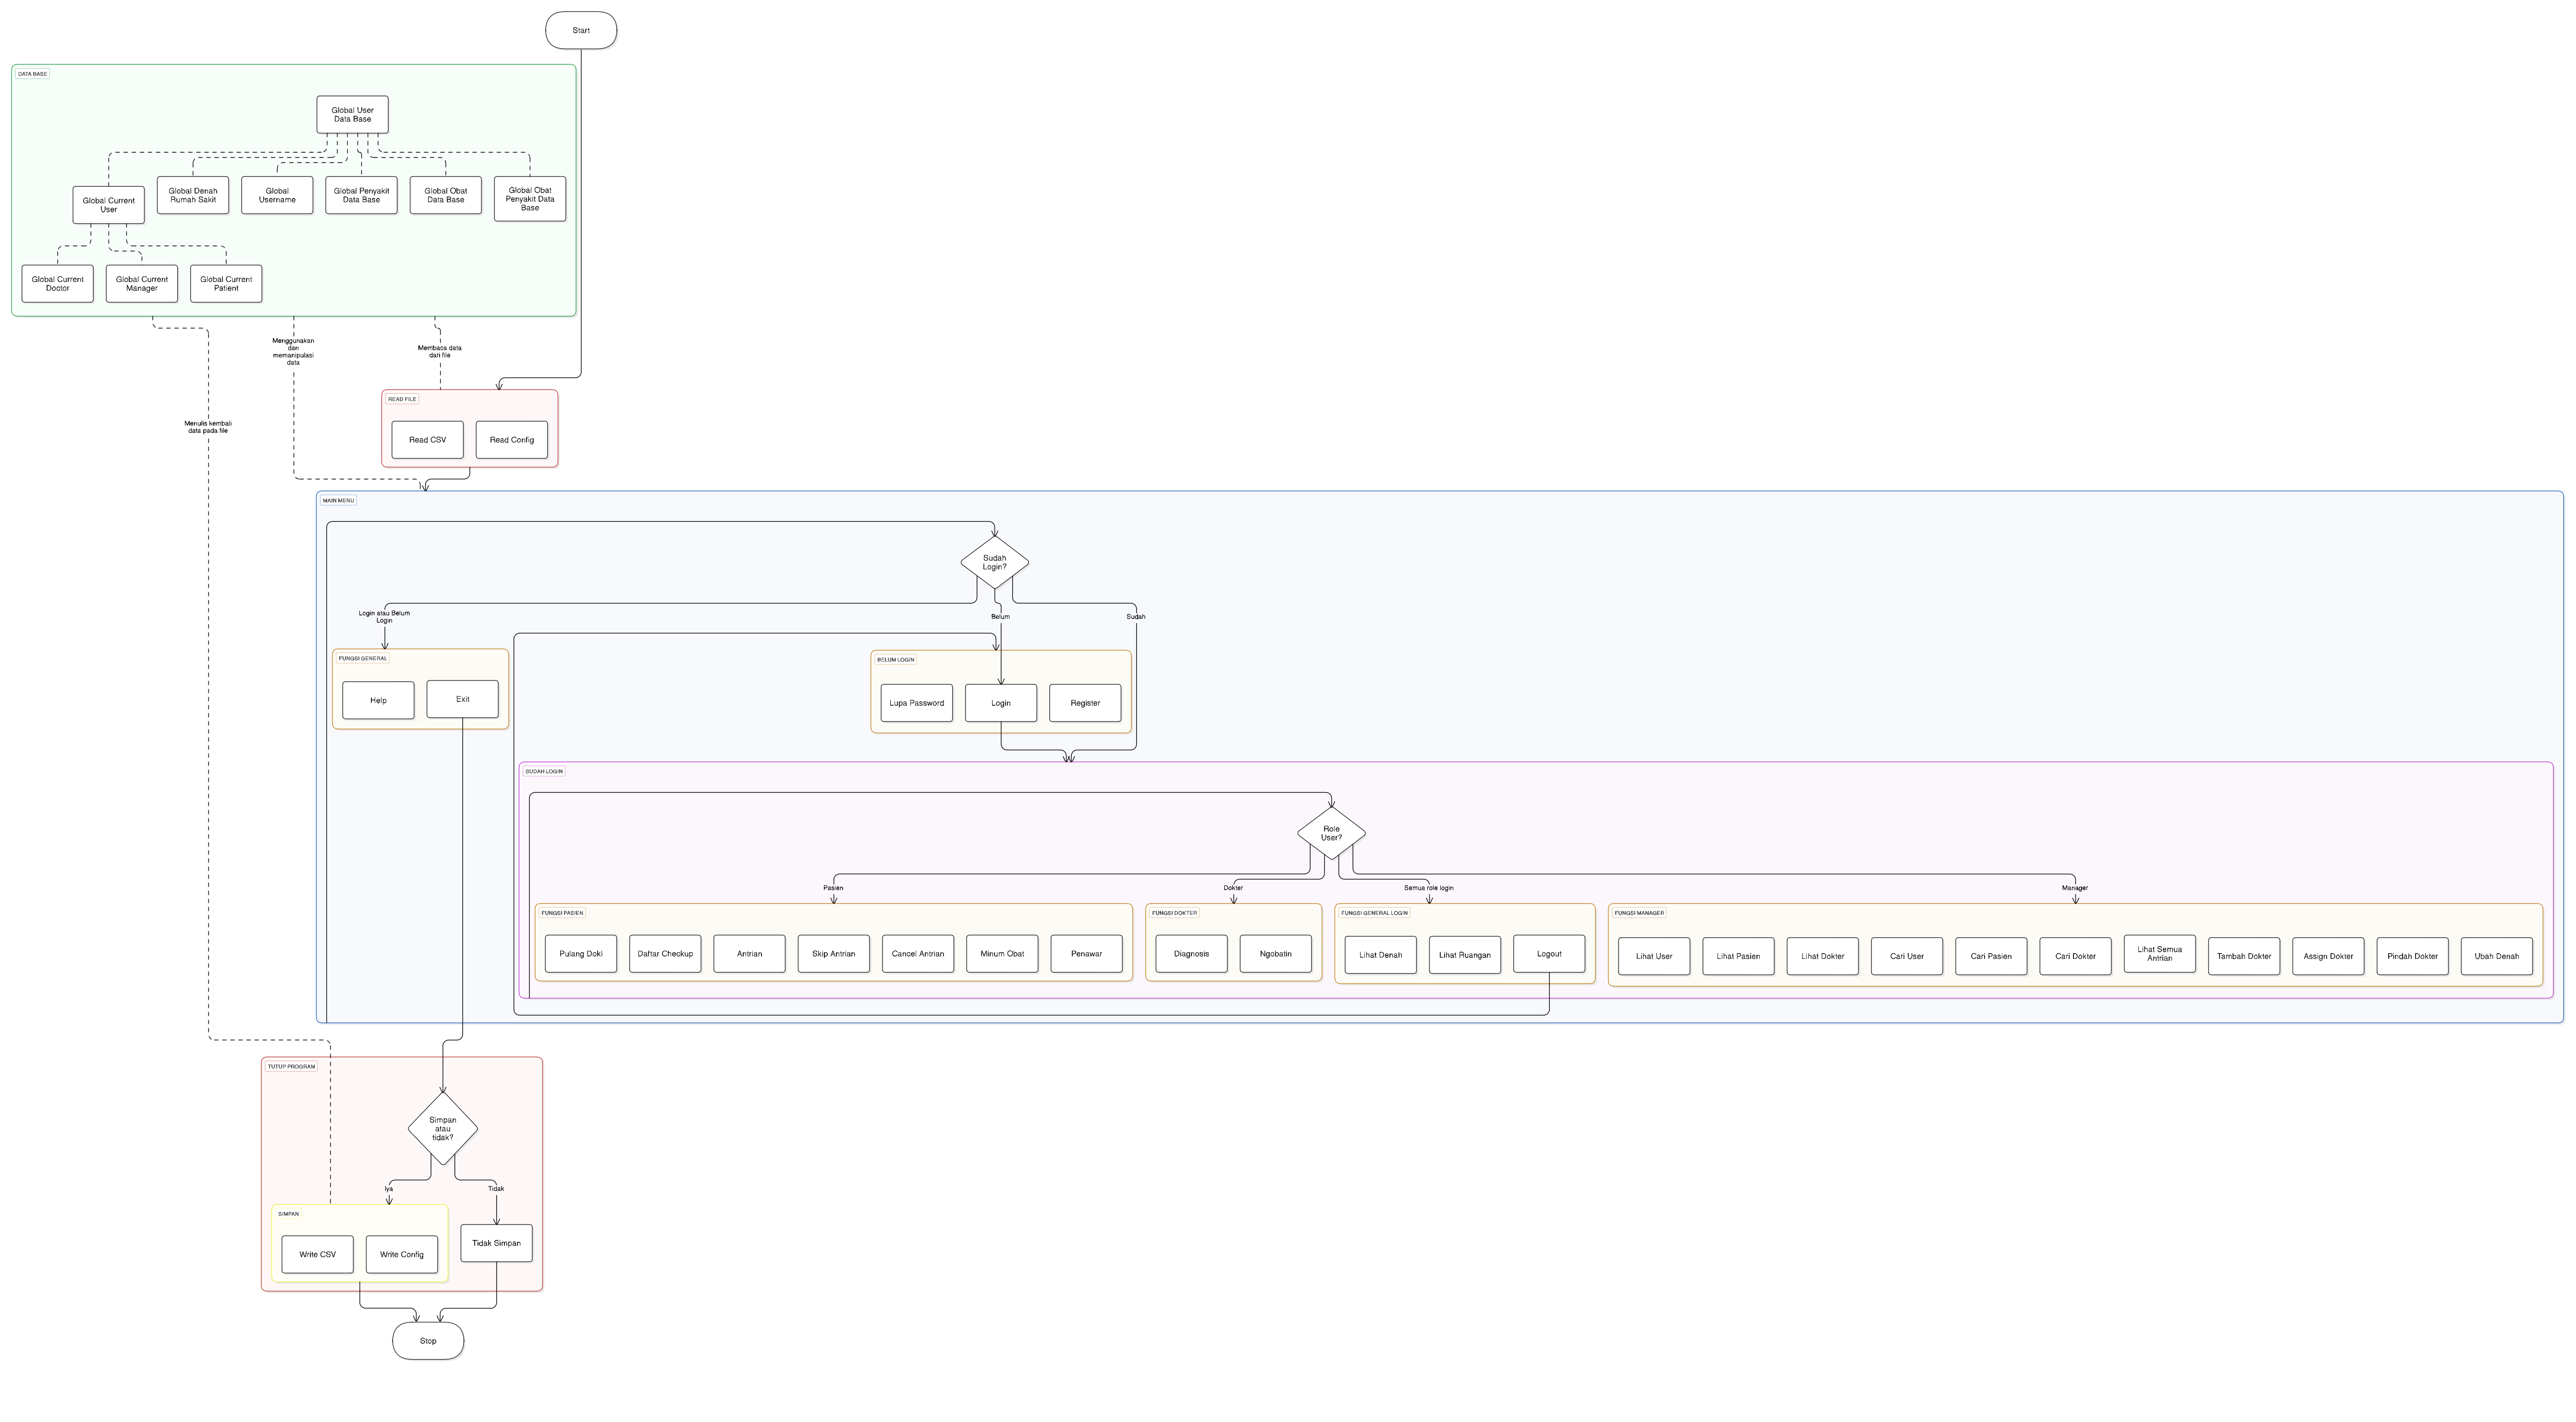 Start
DATA BASE
Global User
Data Base
Global Current
User
Global Denah
Rumah Sakit
Global
Username
Global Penyakit
Data Base
Global Obat
Data Base
Global Obat
Penyakit Data
Base
Global Current
Doctor
Global Current
Manager
Global Current
Patient
Menggunakan
dan
memanipulasi
data
Membaca data
dari file
Menulis kembali
data pada file
READ FILE
Read CSV
Read Config
MAIN MENU
Sudah
Login?
Login atau Belum
Login
Belum
Sudah
FUNGSI GENERAL
Help
Exit
BELUM LOGIN
Lupa Password
Login
Register
SUDAH LOGIN
Role
User?
Pasien
Dokter
Semua role login
Manager
FUNGSI PASIEN
Pulang Dok!
Daftar Checkup
Antrian
Skip Antrian
Cancel Antrian
Minum Obat
Penawar
FUNGSI DOKTER
Diagnosis
Ngobatin
FUNGSI GENERAL LOGIN
Lihat Denah
Lihat Ruangan
Logout
FUNGSI MANAGER
Lihat User
Lihat Pasien
Lihat Dokter
Cari User
Cari Pasien
Cari Dokter
Lihat Semua
Antrian
Tambah Dokter
Assign Dokter
Pindah Dokter
Ubah Denah
TUTUP PROGRAM
Simpan
atau
tidak?
Iya
Tidak
SIMPAN
Write CSV
Write Config
Tidak Simpan
Stop